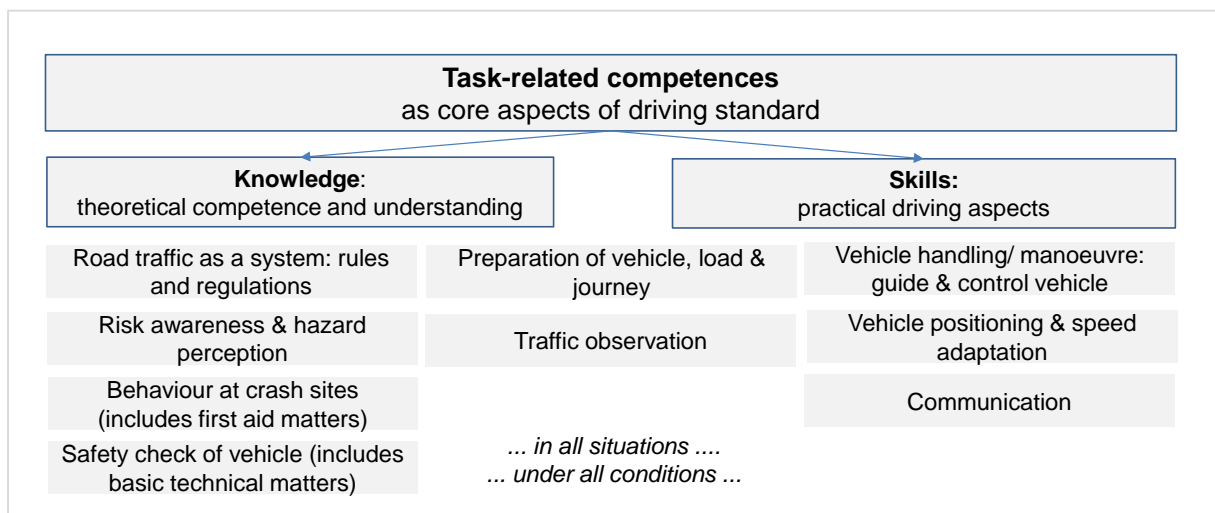 Task-related competences
as core aspects of driving standard
Knowledge:
theoretical competence and understanding
Skills:
practical driving aspects
Road traffic as a system: rules
and regulations
Risk awareness & hazard
perception
Behaviour at crash sites
(includes first aid matters)
Safety check of vehicle (includes
basic technical matters)
Preparation of vehicle, load &
journey
Traffic observation
... in all situations ....
... under all conditions ...
Vehicle handling/ manoeuvre:
guide & control vehicle
Vehicle positioning & speed
adaptation
Communication